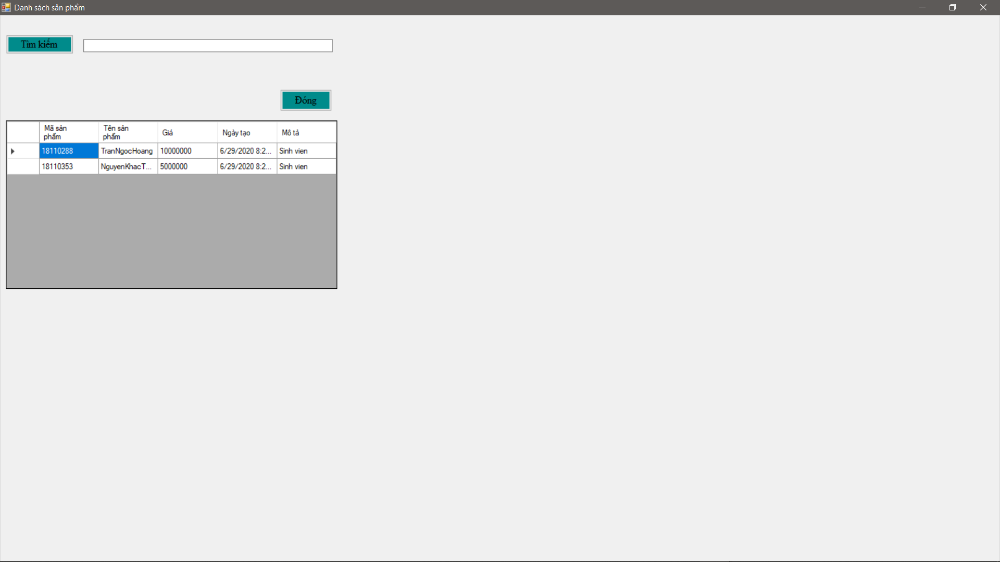 Danh sách sản phẩm
Tìm kiếm
Đóng
Mã sản phẩm Tên sản phẩm Giá Ngày tạo Mô tả
18110288 TranNgocHoang 10000000 6/29/2020 8:2... Sinh vien
18110353 NguyenKhacT... 5000000 6/29/2020 8:2... Sinh vien